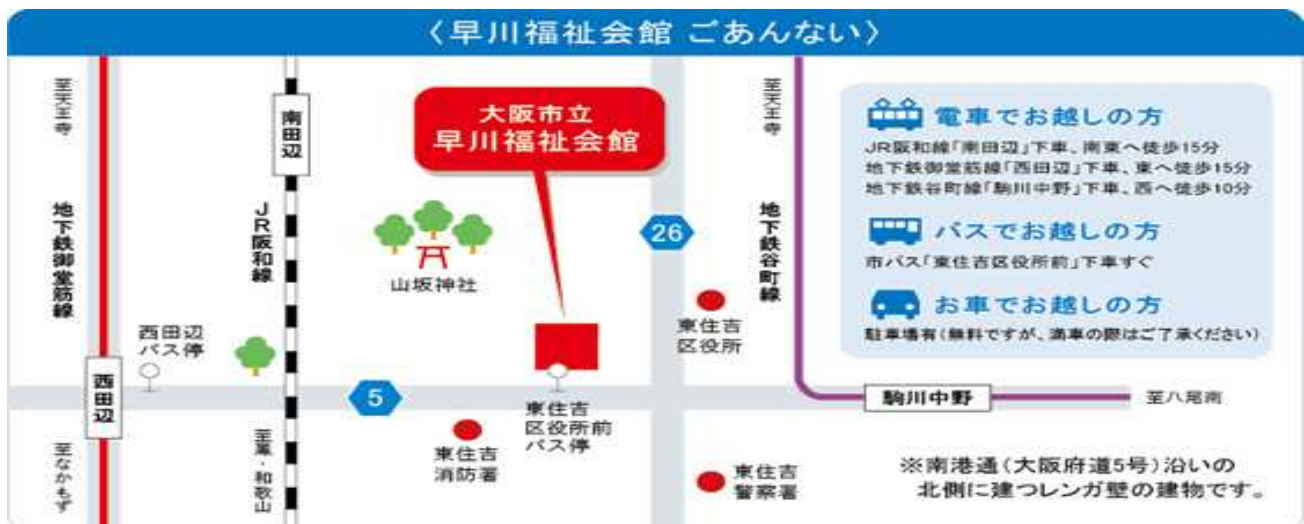 〈早川福祉会館 ごあんない〉
至天王寺
地下鉄御堂筋線
西田辺
至なかもず
西田辺
バス停
南田辺
JR阪和線
至鳳・和歌山
大阪市立
早川福祉会館
山坂神社
5
東住吉
消防署
東住吉
区役所前
バス停
26
東住吉
区役所
東住吉
警察署
至天王寺
地下鉄谷町線
駒川中野
至八尾南
電車でお越しの方
JR阪和線「南田辺」下車、南東へ徒歩15分
地下鉄御堂筋線「西田辺」下車、東へ徒歩15分
地下鉄谷町線「駒川中野」下車、西へ徒歩10分
バスでお越しの方
市バス「東住吉区役所前」下車すぐ
お車でお越しの方
駐車場有(無料ですが、満車の際はご了承ください)
※南港通(大阪府道5号)沿いの
北側に建つレンガ壁の建物です。